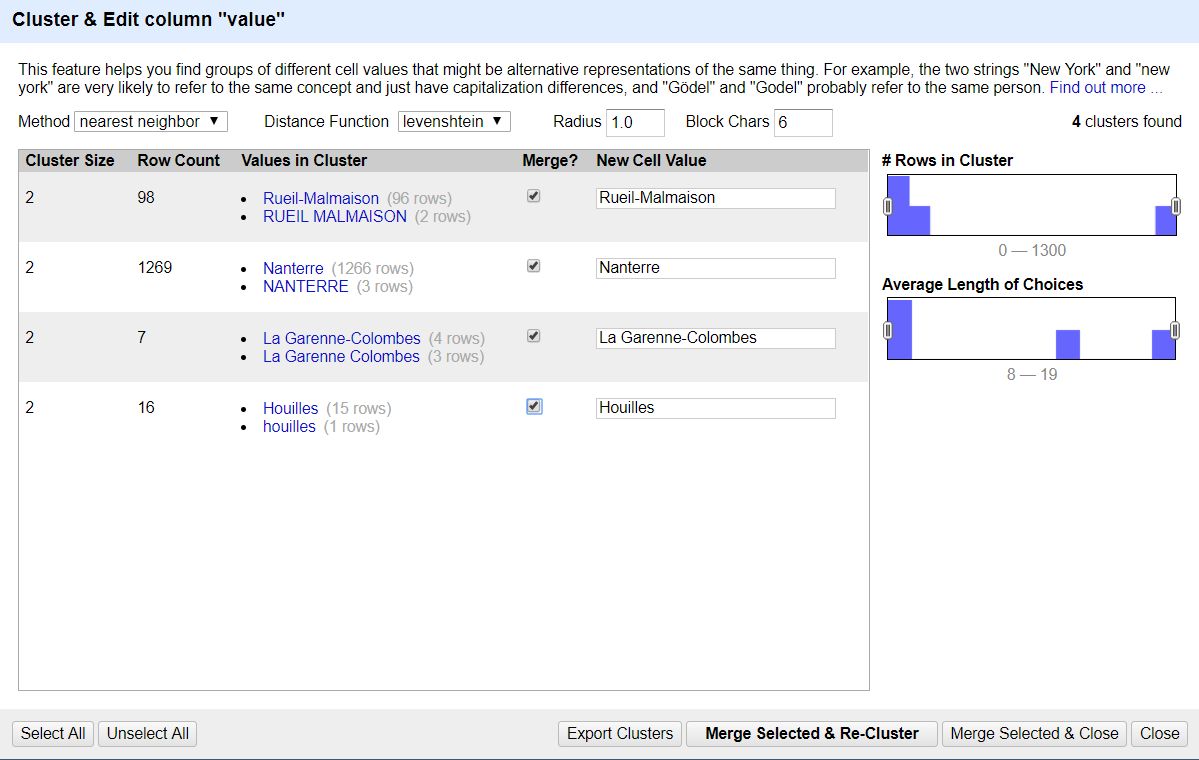 Cluster & Edit column "value"
This feature helps you find groups of different cell values that might be alternative representations of the same thing. For example, the two strings "New York" and "new
york" are very likely to refer to the same concept and just have capitalization differences, and "Gödel" and "Godel" probably refer to the same person. Find out more ...
Method nearest neighbor ▼ Distance Function levenshtein ▼ Radius 1.0 Block Chars 6 4 clusters found
Cluster Size Row Count Values in Cluster Merge? New Cell Value
2 98 • Rueil-Malmaison (96 rows) Rueil-Malmaison
• RUEIL MALMAISON (2 rows)
2 1269 • Nanterre (1266 rows) Nanterre
• NANTERRE (3 rows)
2 7 • La Garenne-Colombes (4 rows) La Garenne-Colombes
• La Garenne Colombes (3 rows)
2 16 • Houilles (15 rows) Houilles
• houilles (1 rows)
# Rows in Cluster
0 — 1300
Average Length of Choices
8 — 19
Select All Unselect All Export Clusters Merge Selected & Re-Cluster Merge Selected & Close Close